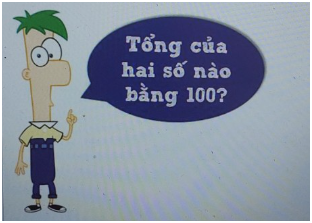 Tổng của
hai số nào
bằng 100?